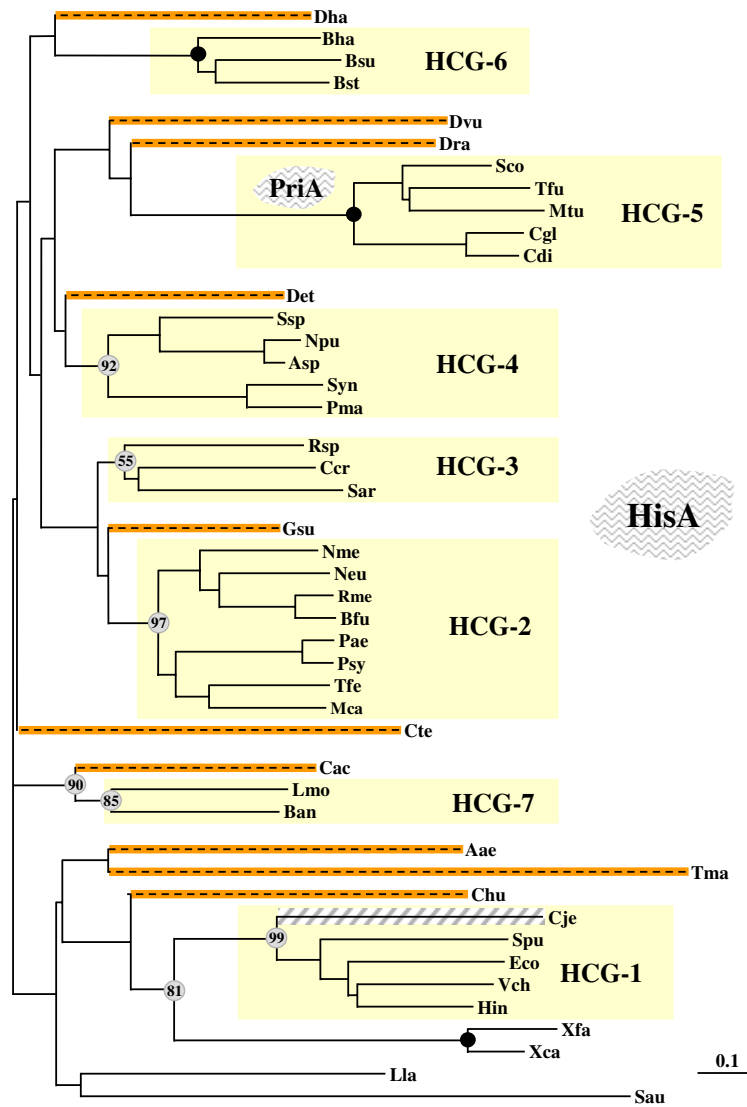 Dha
Bha
Bsu
HCG-6
Bst
Dvu
Dra
Sco
PriA
Tfu
Mtu
HCG-5
Cgl
Cdi
Det
Ssp
Npu
92
Asp
HCG-4
Syn
Pma
Rsp
55
Ccr
HCG-3
Sar
HisA
Gsu
Nme
Neu
Rme
Bfu
97
HCG-2
Pae
Psy
Tfe
Mca
Cte
Cac
90
Lmo
85
HCG-7
Ban
Aae
Tma
Chu
Cje
99
Spu
Eco
HCG-1
81
Vch
Hin
Xfa
Xca
0.1
Lla
Sau